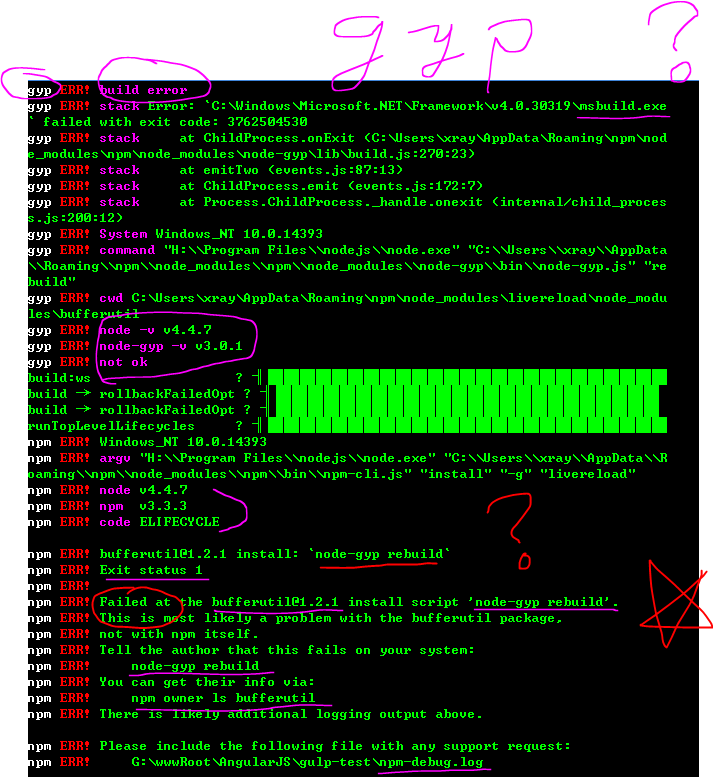 gyp ?
gyp ERR! build error
gyp ERR! stack Error: `C:\Windows\Microsoft.NET\Framework\v4.0.30319\msbuild.exe
` failed with exit code: 3762504530
gyp ERR! stack     at ChildProcess.onExit (C:\Users\xray\AppData\Roaming\npm\nod
e_modules\npm\node_modules\node-gyp\lib\build.js:270:23)
gyp ERR! stack     at emitTwo (events.js:87:13)
gyp ERR! stack     at ChildProcess.emit (events.js:172:7)
gyp ERR! stack     at Process.ChildProcess._handle.onexit (internal/child_proces
s.js:200:12)
gyp ERR! System Windows_NT 10.0.14393
gyp ERR! command "H:\\Program Files\\nodejs\\node.exe" "C:\\Users\\xray\\AppData
\\Roaming\\npm\\node_modules\\npm\\node_modules\\node-gyp\\bin\\node-gyp.js" "re
build"
gyp ERR! cwd C:\Users\xray\AppData\Roaming\npm\node_modules\livereload\node_modu
les\bufferutil
gyp ERR! node -v v4.4.7
gyp ERR! node-gyp -v v3.0.1
gyp ERR! not ok
build:ws               ? ─╢
build → rollbackFailedOpt ? ─╢
build → rollbackFailedOpt ? ─╢
runTopLevelLifecycles     ? ─╢
npm ERR! Windows_NT 10.0.14393
npm ERR! argv "H:\\Program Files\\nodejs\\node.exe" "C:\\Users\\xray\\AppData\\R
oaming\\npm\\node_modules\\npm\\bin\\npm-cli.js" "install" "-g" "livereload"
npm ERR! node v4.4.7
npm ERR! npm  v3.3.3
npm ERR! code ELIFECYCLE
?
npm ERR! bufferutil@1.2.1 install: `node-gyp rebuild`
npm ERR! Exit status 1
npm ERR!
npm ERR! Failed at the bufferutil@1.2.1 install script 'node-gyp rebuild'.
npm ERR! This is most likely a problem with the bufferutil package,
npm ERR! not with npm itself.
npm ERR! Tell the author that this fails on your system:
npm ERR!     node-gyp rebuild
npm ERR! You can get their info via:
npm ERR!     npm owner ls bufferutil
npm ERR! There is likely additional logging output above.
npm ERR! Please include the following file with any support request:
npm ERR!     G:\wwwRoot\AngularJS\gulp-test\npm-debug.log